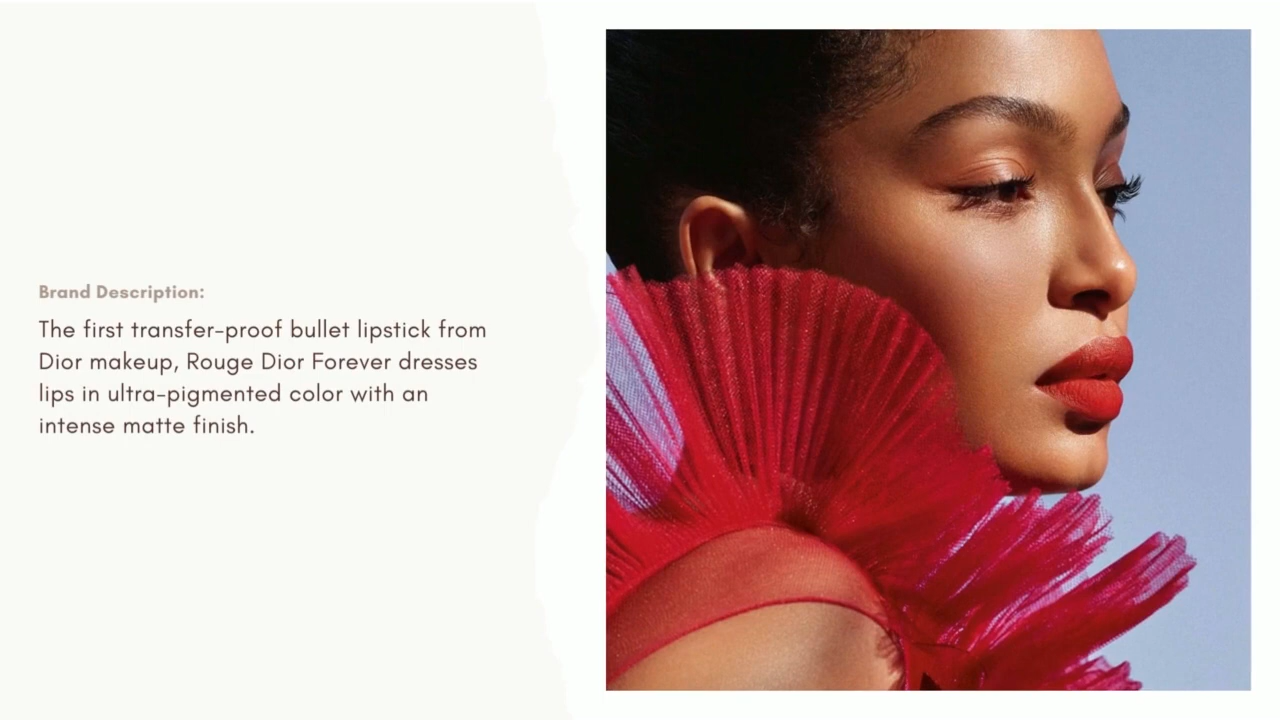 Brand Description:
The first transfer-proof bullet lipstick from
Dior makeup, Rouge Dior Forever dresses
lips in ultra-pigmented color with an
intense matte finish.